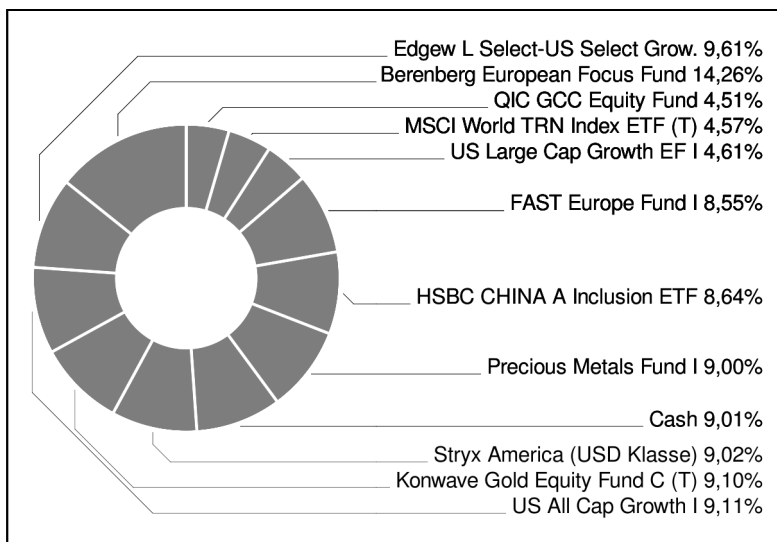 Edgew L Select-US Select Grow. 9,61%
Berenberg European Focus Fund 14,26%
QIC GCC Equity Fund 4,51%
MSCI World TRN Index ETF (T) 4,57%
US Large Cap Growth EF I 4,61%
FAST Europe Fund I 8,55%
HSBC CHINA A Inclusion ETF 8,64%
Precious Metals Fund I 9,00%
Cash 9,01%
Stryx America (USD Klasse) 9,02%
Konwave Gold Equity Fund C (T) 9,10%
US All Cap Growth I 9,11%